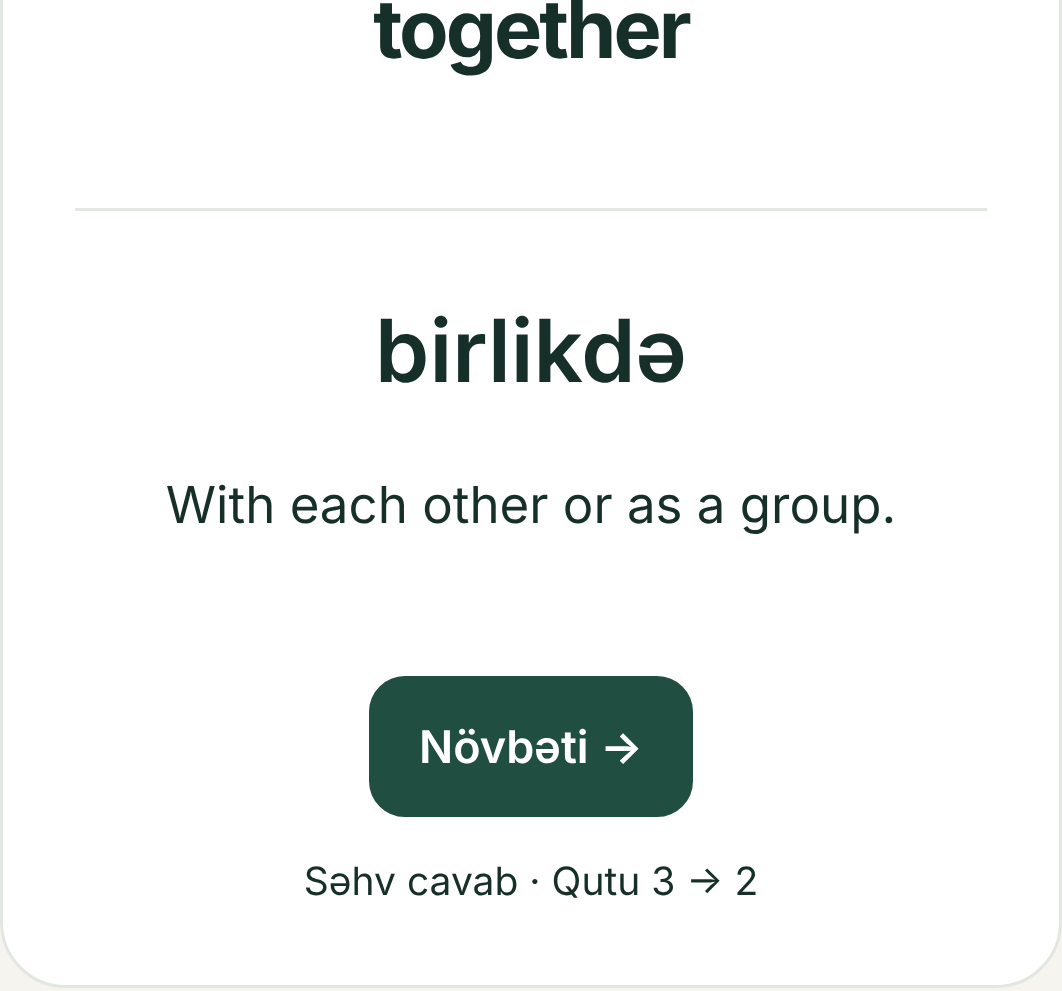 together
birlikdə
With each other or as a group.
Növbəti →
Səhv cavab · Qutu 3 → 2